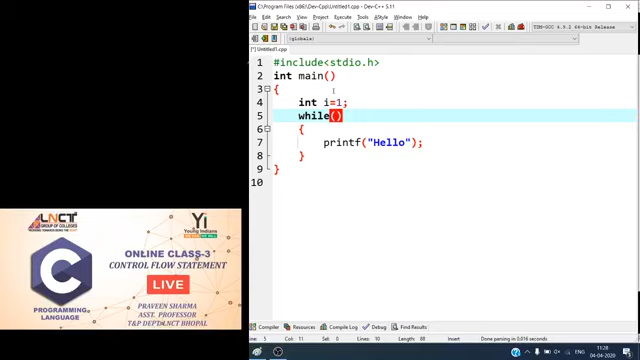 C:\Program Files (x86)\Dev-Cpp\Untitled1.cpp - Dev-C++ 5.11
File Edit Search View Project Execute Tools AStyle Window Help
TDM-GCC 4.9.2 64-bit Release
(globals)
[*] Untitled1.cpp
1 #include<stdio.h>
2 int main()
3 {
4 int i=1;
5 while()
6 {
7 printf("Hello");
8 }
9 }
10
LNCT
GROUP OF COLLEGES
Yi
Young Indians
ONLINE CLASS-3
CONTROL FLOW STATEMENT
LIVE
C
PROGRAMMING
LANGUAGE
PRAVEEN SHARMA
ASST. PROFESSOR
T&P DEPT.LNCT BHOPAL
Compiler Resources Compile Log Debug Find Results
Line: 5 Col: 11 Sel: 0 Lines: 10 Length: 88 Insert Done parsing in 0.016 seconds
11:28
04-04-2020